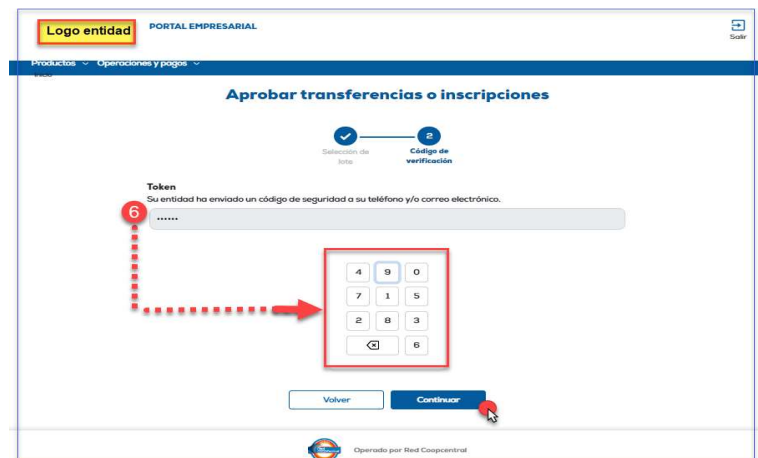 Logo entidad
PORTAL EMPRESARIAL
Salir
Productos
Operaciones y pagos
Inicio
Aprobar transferencias o inscripciones
2
Selección de lote
Código de verificación
Token
Su entidad ha enviado un código de seguridad a su teléfono y/o correo electrónico.
6
••••••
4 9 0
7 1 5
2 8 3
6
Volver
Continuar
Operado por Red Coopcentral